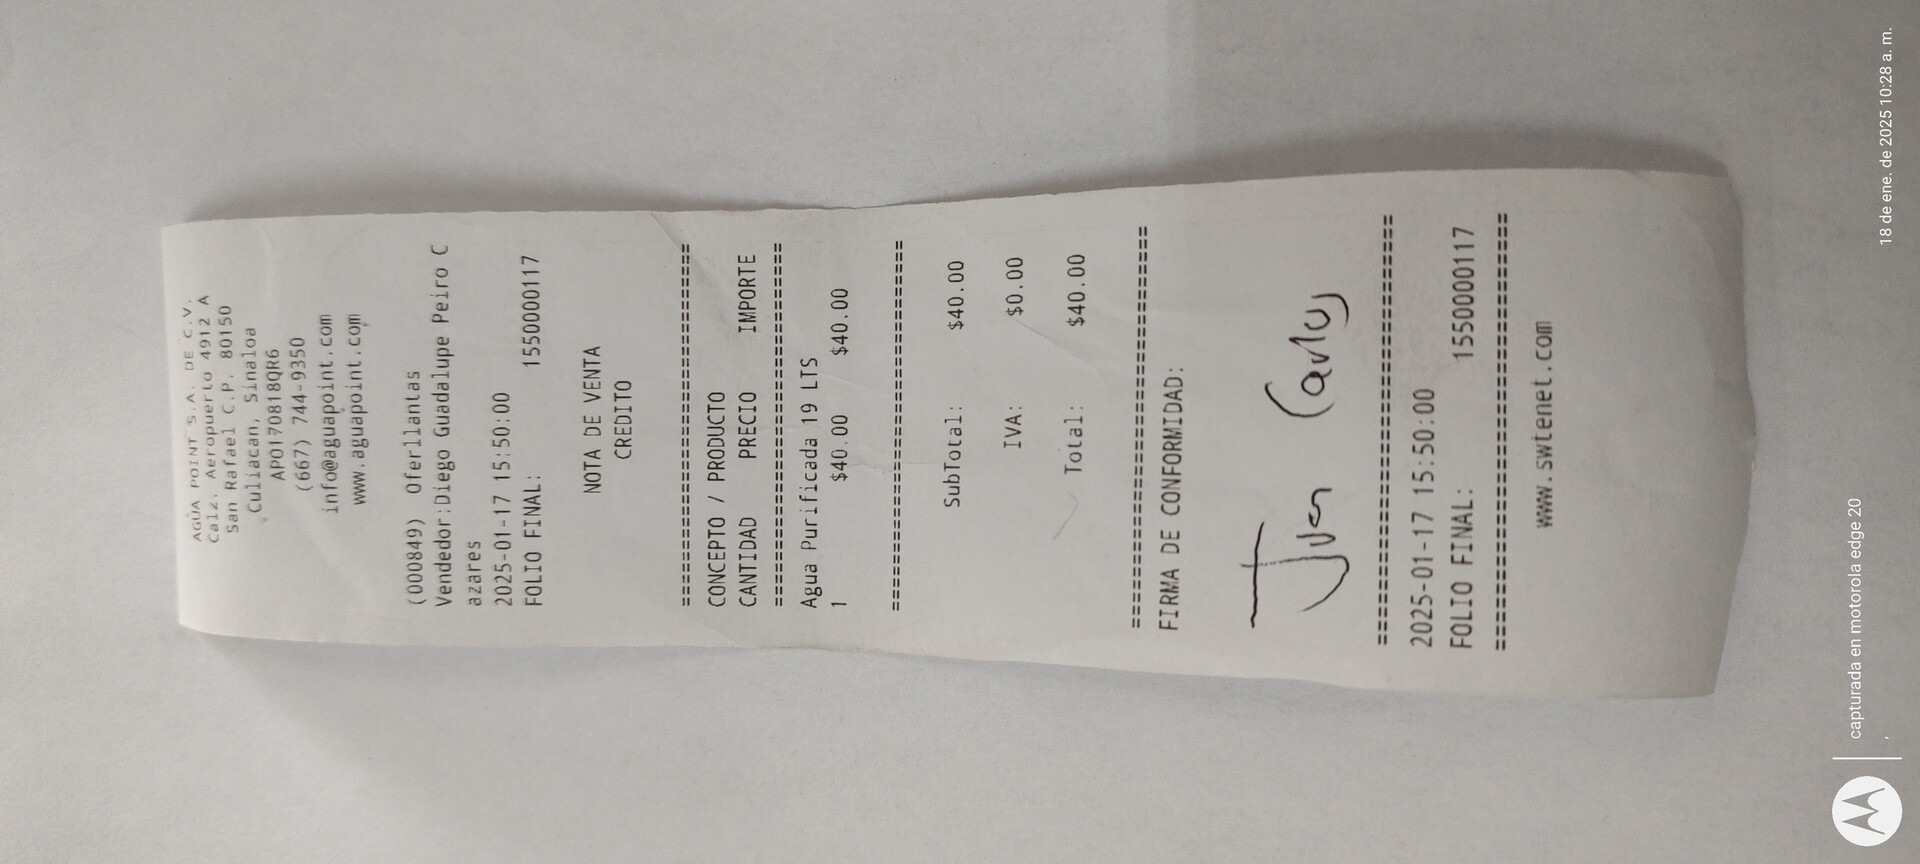 AGUA POINT S.A. DE C.V.
Calz. Aeropuerto 4912 A
San Rafael C.P. 80150
Culiacan, Sinaloa
APO170818QR6
(667) 744-9350
info@aguapoint.com
www.aguapoint.com
(000849) Oferllantas
Vendedor:Diego Guadalupe Peiro C
azares
2025-01-17 15:50:00
FOLIO FINAL: 1550000117
NOTA DE VENTA
CREDITO
================================
CONCEPTO / PRODUCTO
CANTIDAD PRECIO IMPORTE
================================
Agua Purificada 19 LTS
1 $40.00 $40.00
================================
SubTotal: $40.00
IVA: $0.00
Total: $40.00
================================
FIRMA DE CONFORMIDAD:
Juan Carlos
================================
2025-01-17 15:50:00
FOLIO FINAL: 1550000117
================================
www.swtenet.com
capturada en motorola edge 20
18 de ene. de 2025 10:28 a. m.